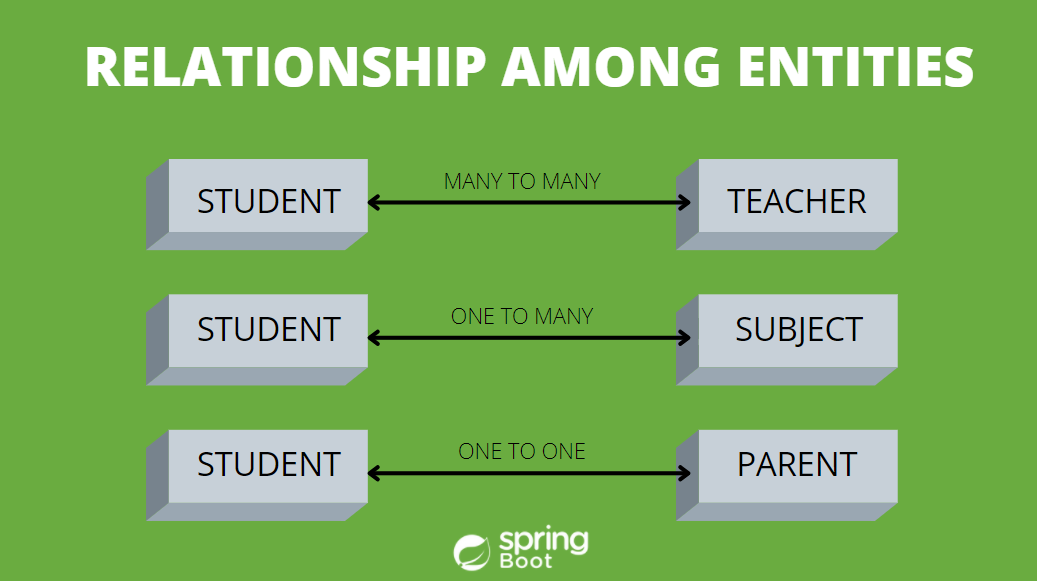 RELATIONSHIP AMONG ENTITIES
STUDENT
MANY TO MANY
TEACHER
STUDENT
ONE TO MANY
SUBJECT
STUDENT
ONE TO ONE
PARENT
spring
Boot